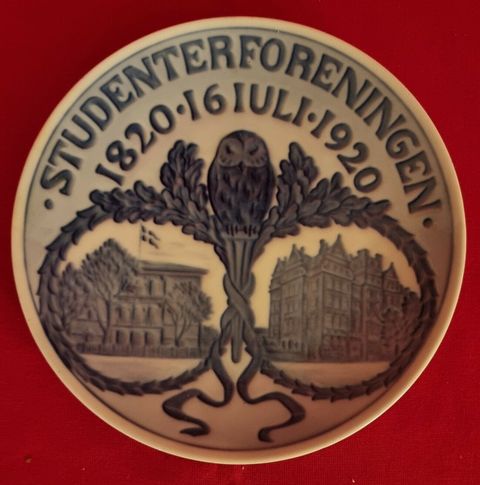 · STUDENTERFORENINGEN ·
1820 · 16 IULI · 1920